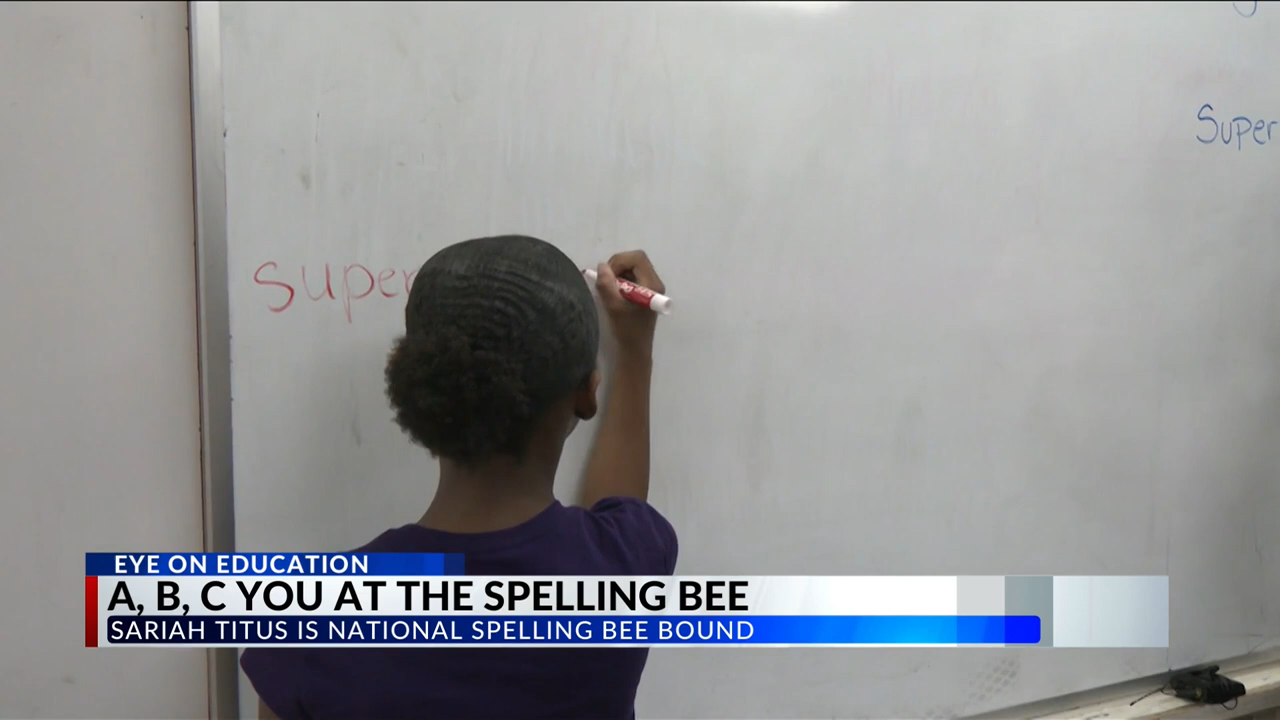 Super
Super
EYE ON EDUCATION
A, B, C YOU AT THE SPELLING BEE
SARIAH TITUS IS NATIONAL SPELLING BEE BOUND